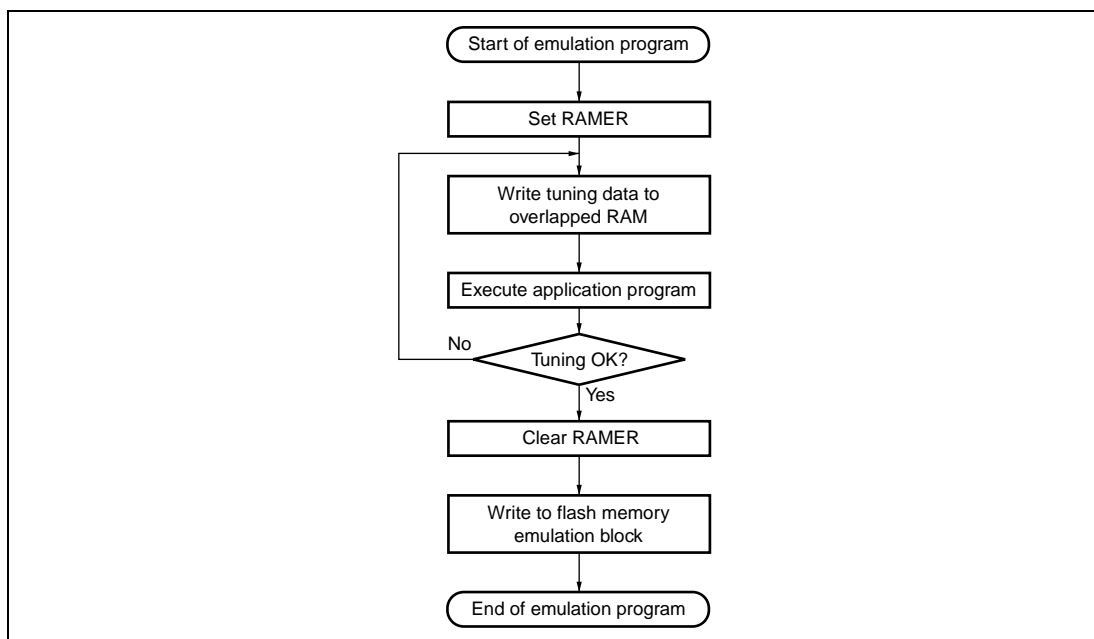 Start of emulation program
Set RAMER
Write tuning data to
overlapped RAM
Execute application program
No
Tuning OK?
Yes
Clear RAMER
Write to flash memory
emulation block
End of emulation program